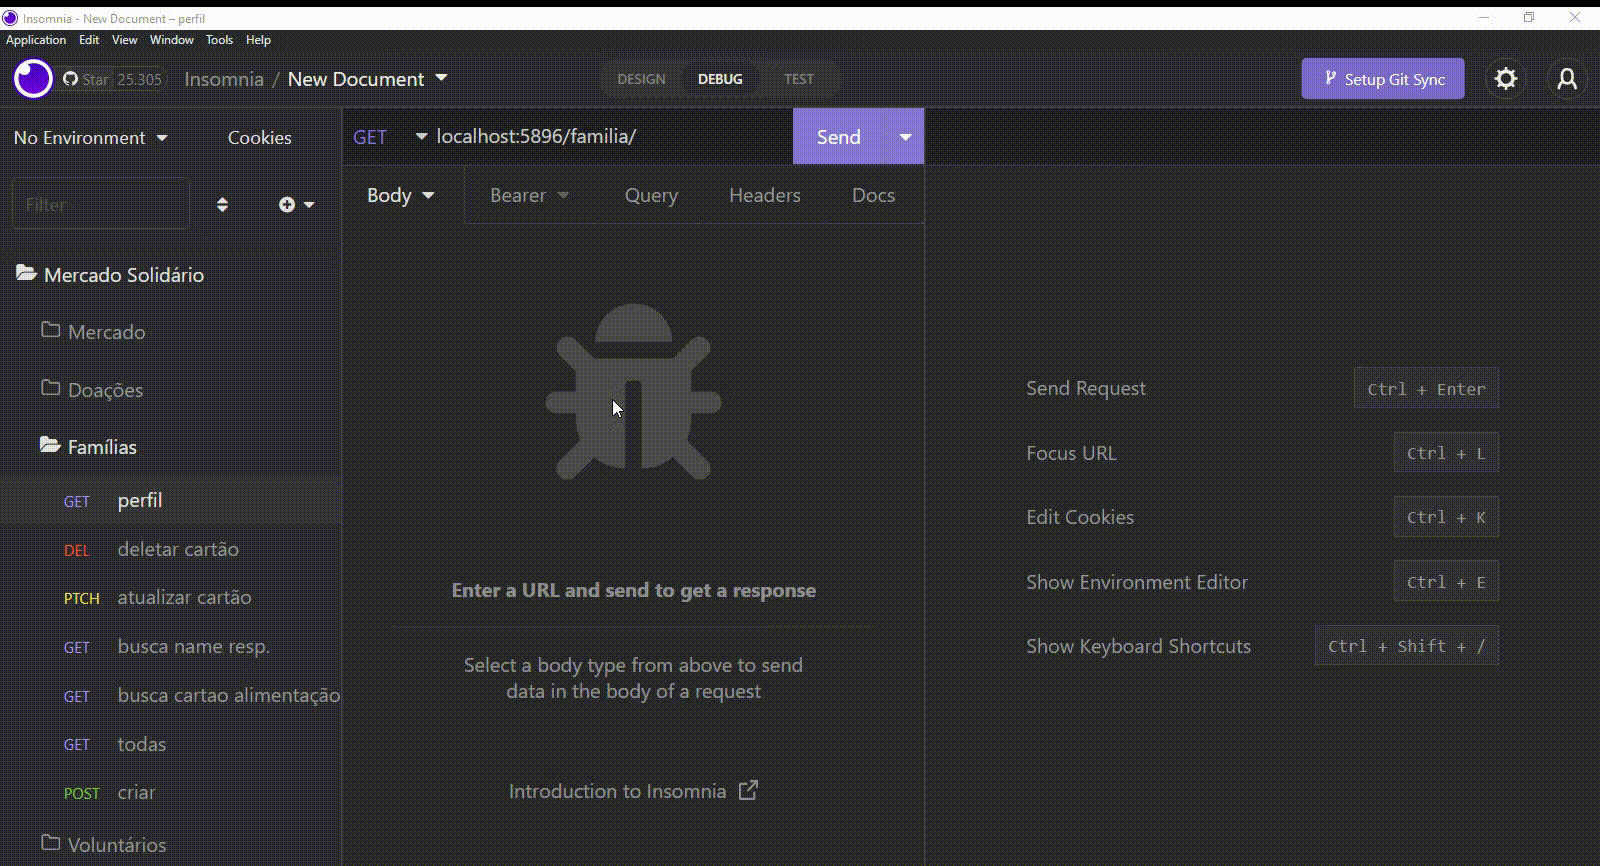 Insomnia - New Document – perfil
Application Edit View Window Tools Help
Star 25.305 Insomnia / New Document DESIGN DEBUG TEST Setup Git Sync
No Environment Cookies
GET localhost:5896/familia/ Send
Body Bearer Query Headers Docs
Filter
Mercado Solidário
Mercado
Doações
Famílias
GET perfil
DEL deletar cartão
PTCH atualizar cartão
GET busca name resp.
GET busca cartao alimentação
GET todas
POST criar
Voluntários
Enter a URL and send to get a response
Select a body type from above to send
data in the body of a request
Introduction to Insomnia
Send Request Ctrl + Enter
Focus URL Ctrl + L
Edit Cookies Ctrl + K
Show Environment Editor Ctrl + E
Show Keyboard Shortcuts Ctrl + Shift + /